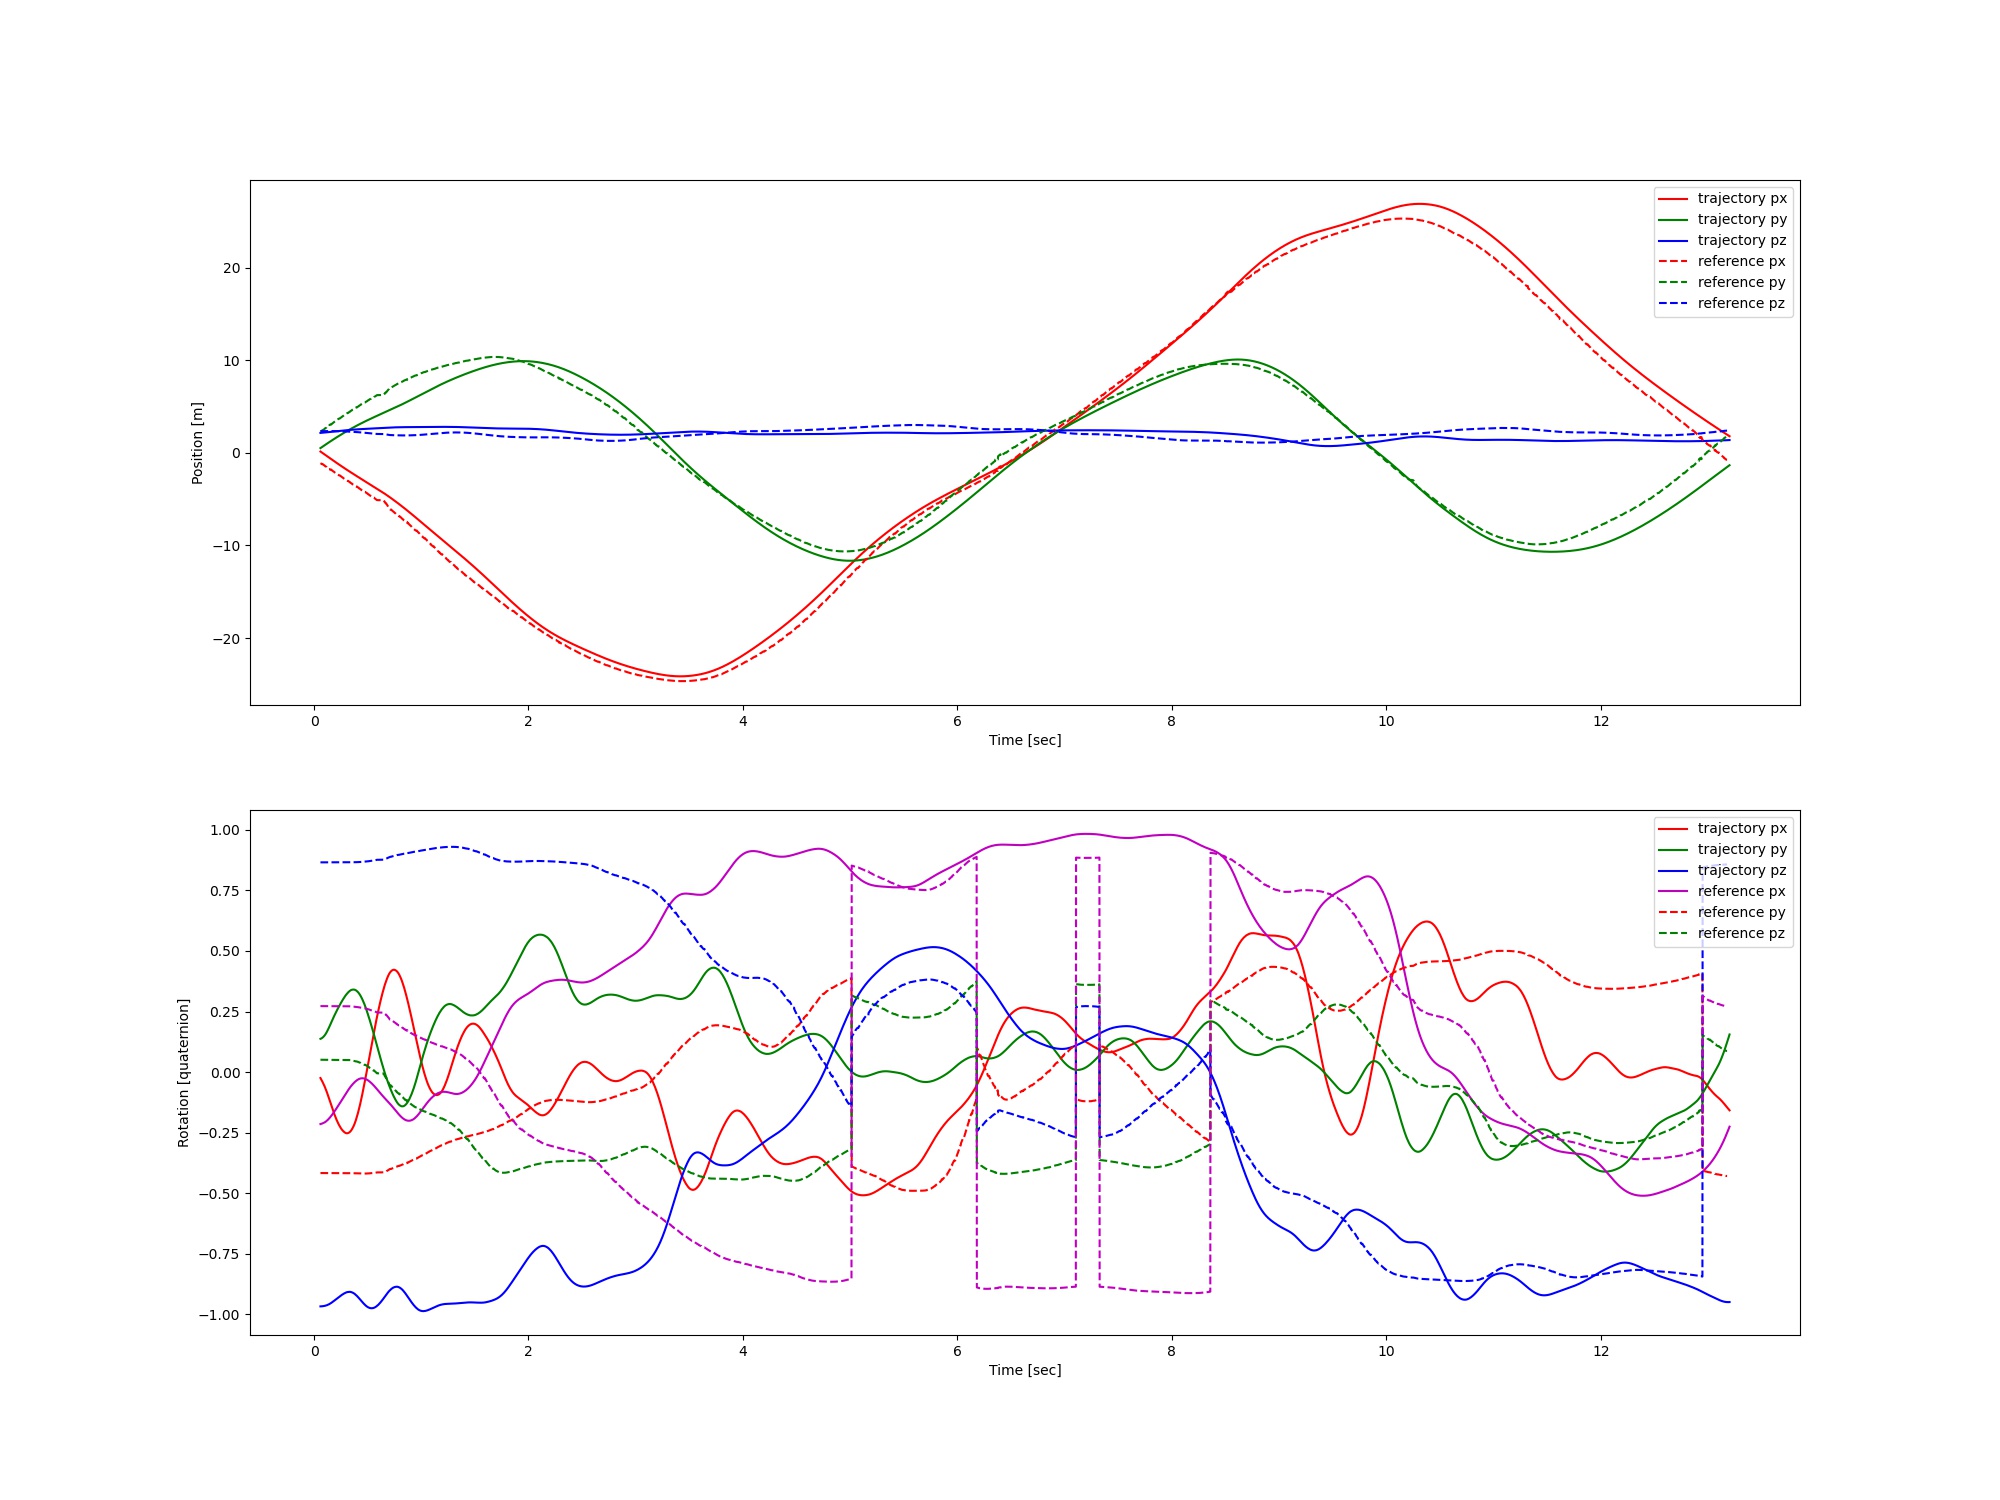 trajectory px
trajectory py
trajectory pz
reference px
reference py
reference pz
20
10
0
−10
−20
Position [m]
0 2 4 6 8 10 12
Time [sec]
trajectory px
trajectory py
trajectory pz
reference px
reference py
reference pz
1.00
0.75
0.50
0.25
0.00
−0.25
−0.50
−0.75
−1.00
Rotation [quaternion]
0 2 4 6 8 10 12
Time [sec]